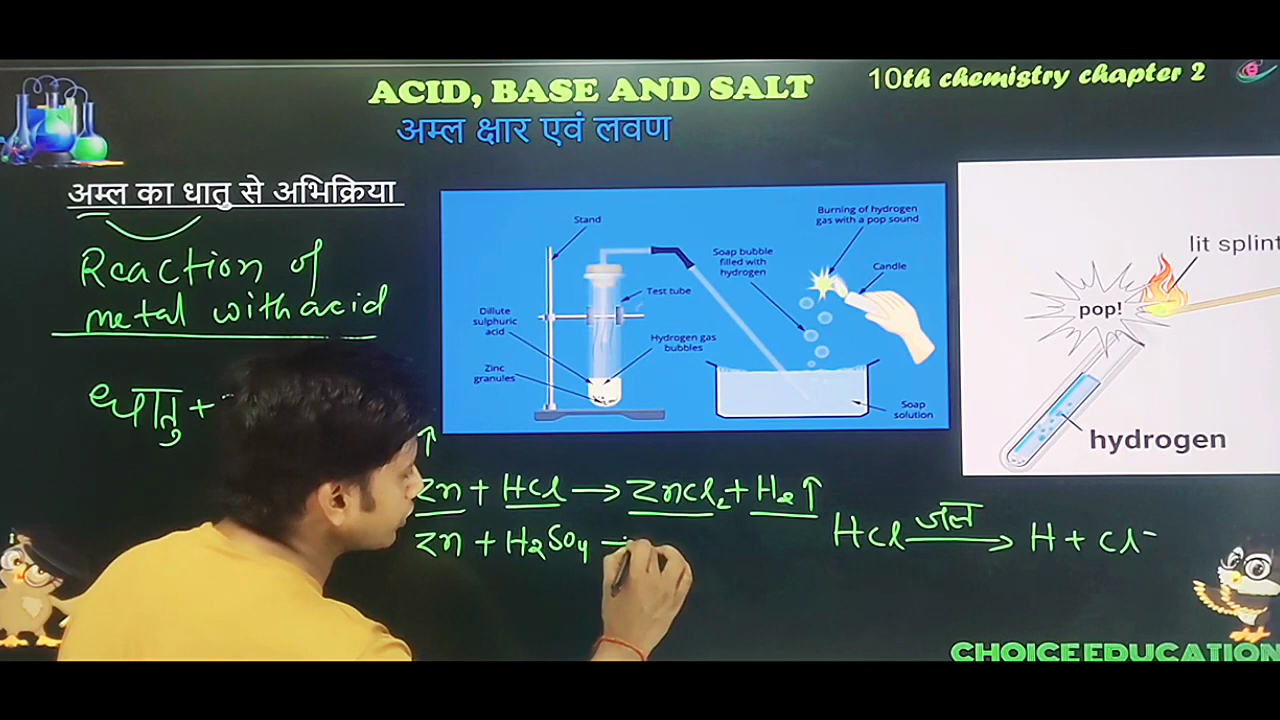 ACID, BASE AND SALT
10th chemistry chapter 2
अम्ल क्षार एवं लवण
अम्ल का धातु से अभिक्रिया
Reaction of
metal with acid
धातु +
Stand
Test tube
Dillute
sulphuric
acid
Hydrogen gas
bubbles
Zinc
granules
Burning of hydrogen
gas with a pop sound
Soap bubble
filled with
hydrogen
Candle
Soap
solution
lit splint
pop!
hydrogen
↑
Zn + HCl → ZnCl₂ + H₂↑
Zn + H₂SO₄ →
HCl जल → H + Cl⁻
CHOICE EDUCATION